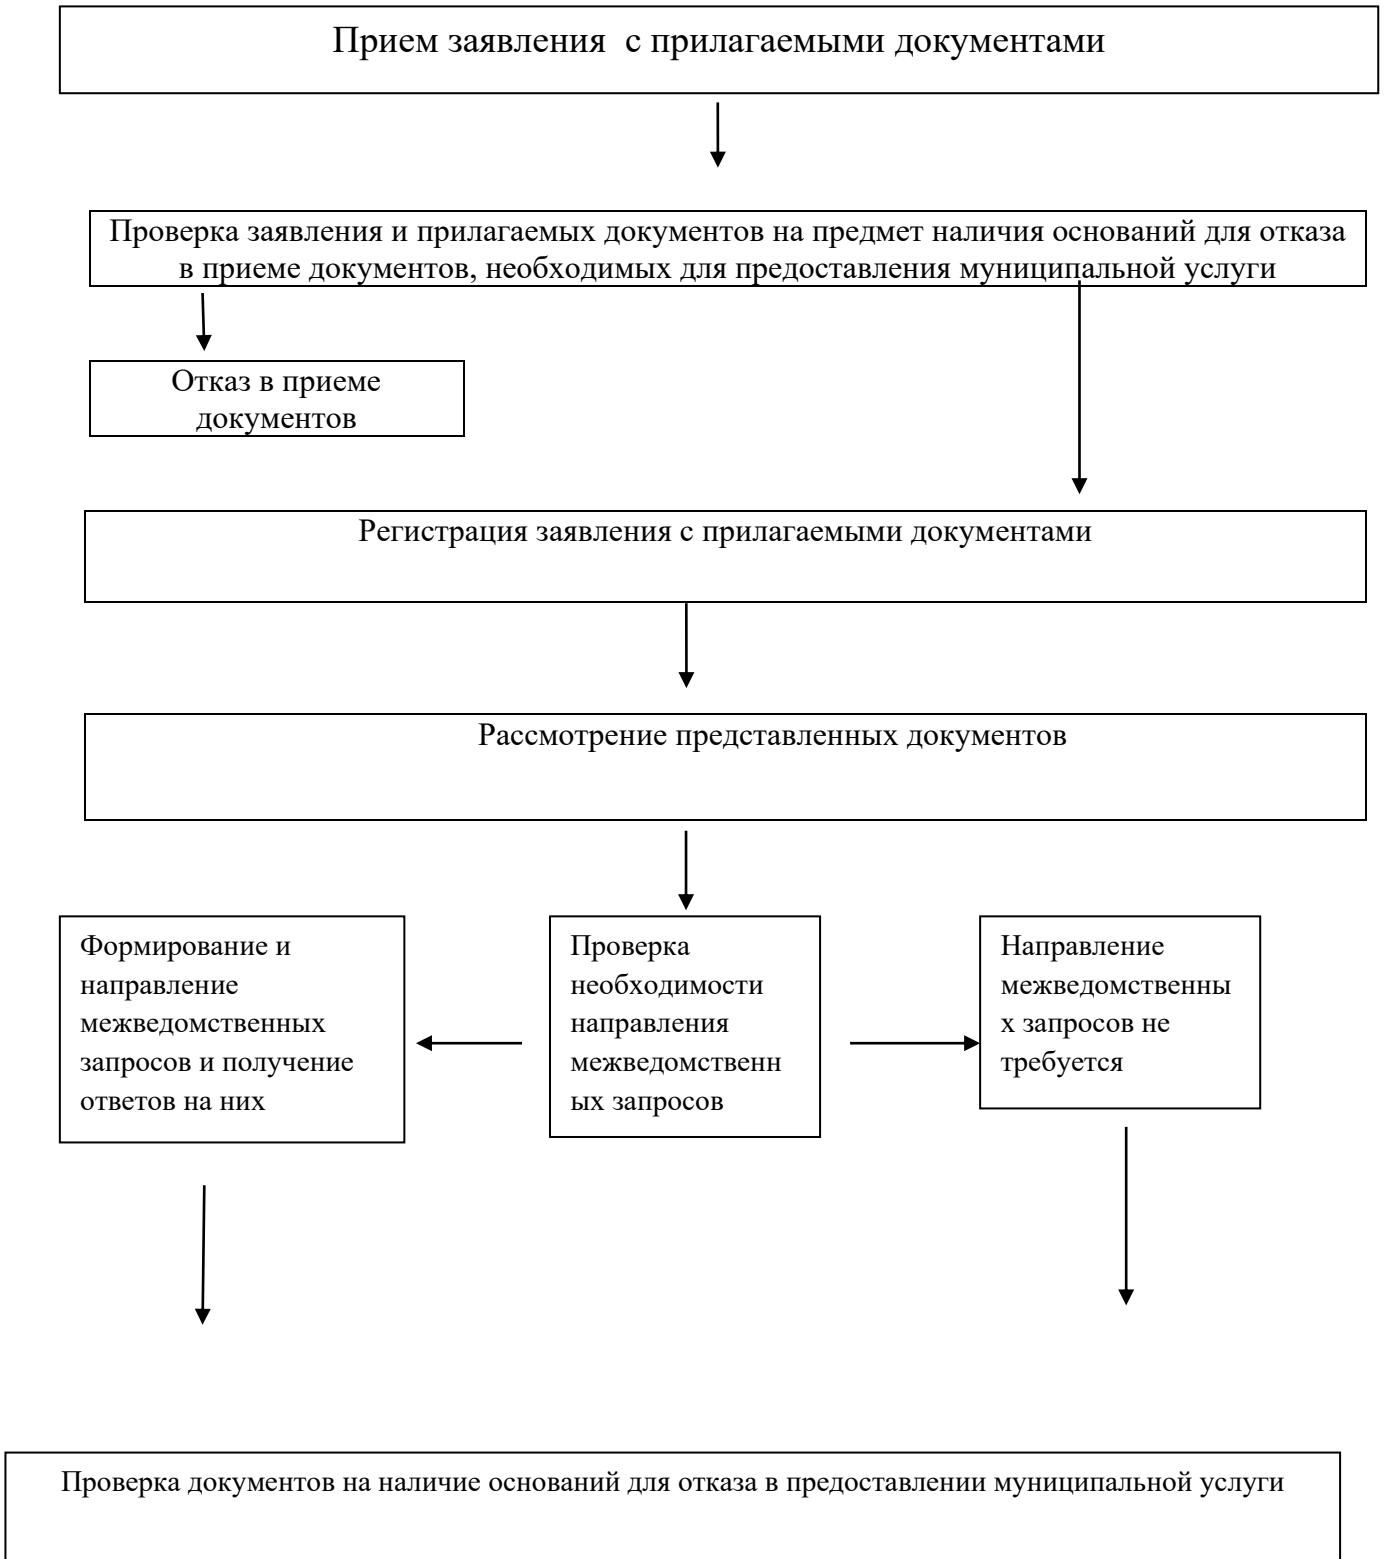 Прием заявления  с прилагаемыми документами
Проверка заявления и прилагаемых документов на предмет наличия оснований для отказа
в приеме документов, необходимых для предоставления муниципальной услуги
Отказ в приеме
документов
Регистрация заявления с прилагаемыми документами
Рассмотрение представленных документов
Формирование и
направление
межведомственных
запросов и получение
ответов на них
Проверка
необходимости
направления
межведомственн
ых запросов
Направление
межведомственны
х запросов не
требуется
Проверка документов на наличие оснований для отказа в предоставлении муниципальной услуги